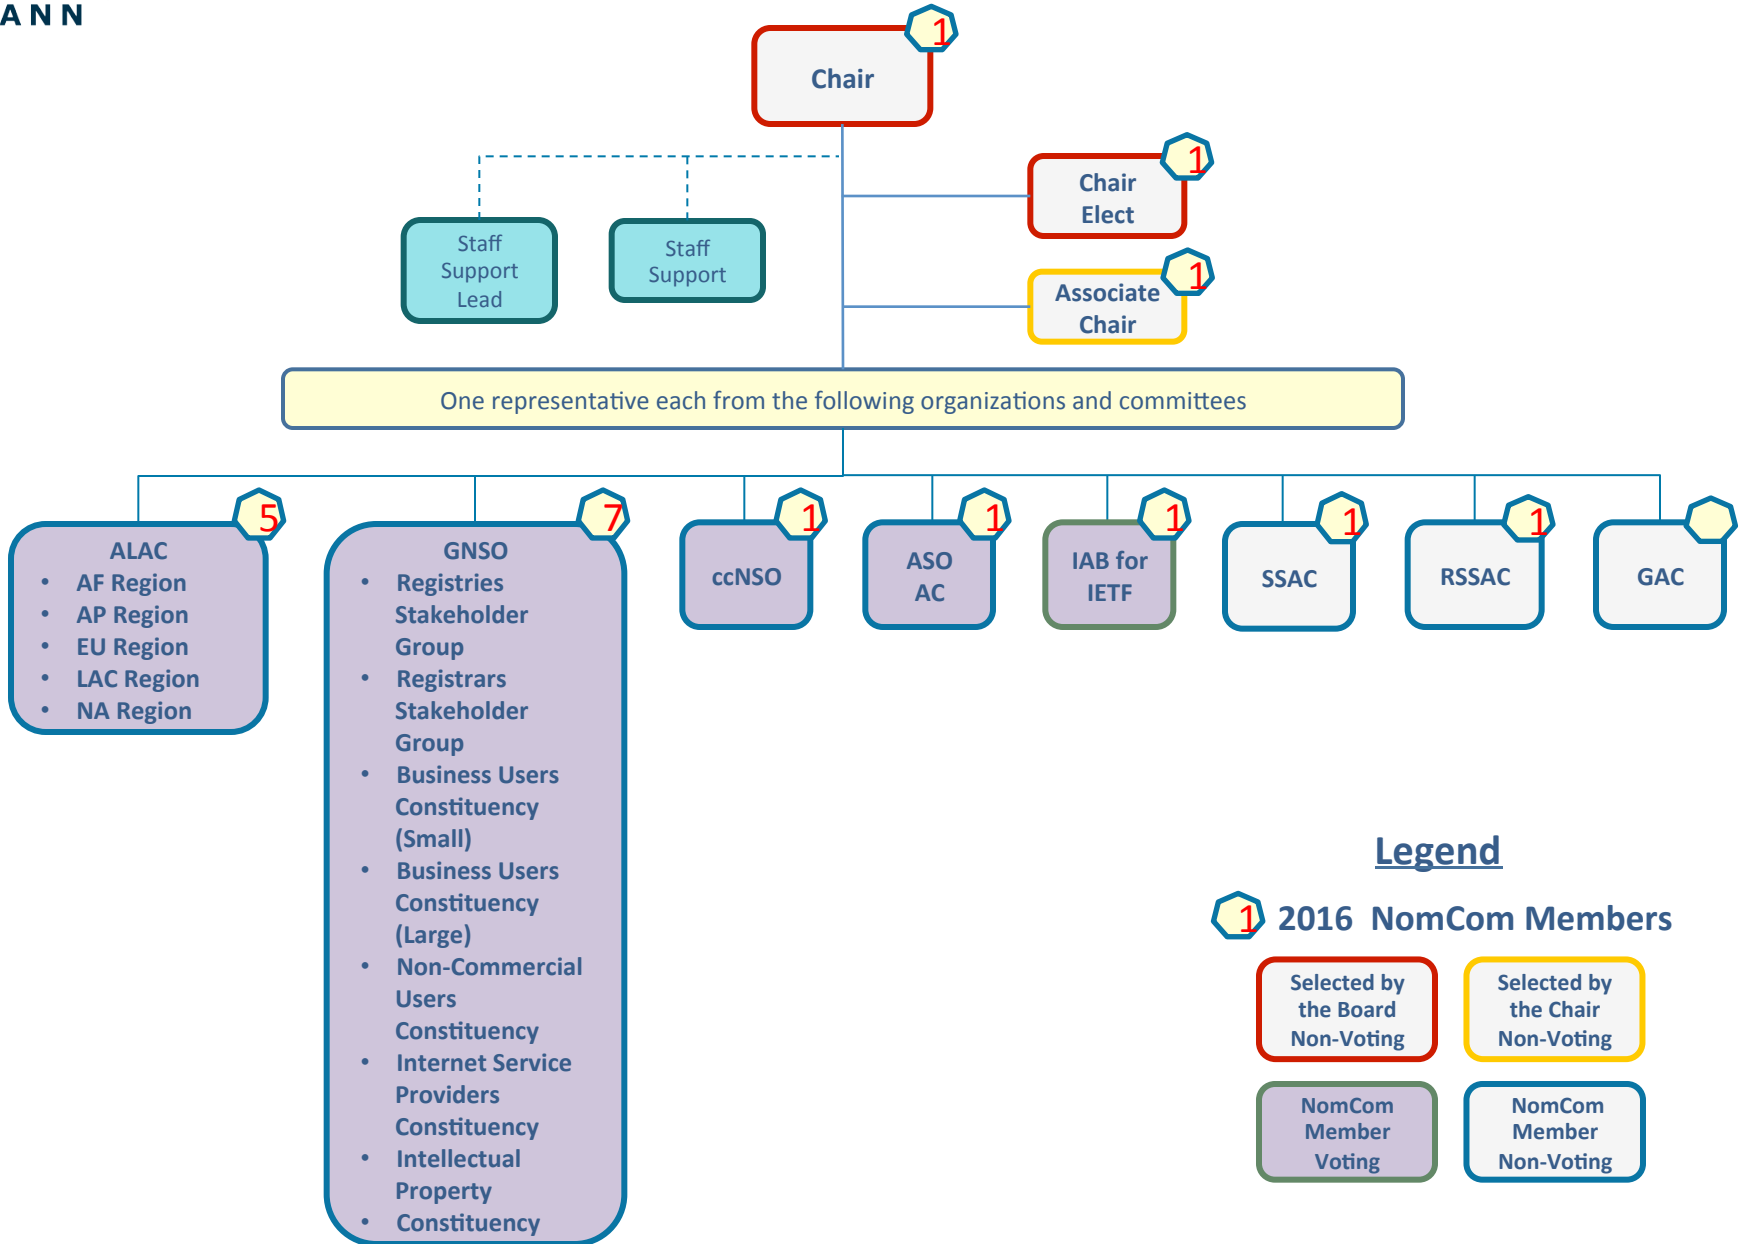 ANN
1
Chair
1
Chair
Elect
Staff
Support
Lead
Staff
Support
1
Associate
Chair
One representative each from the following organizations and committees
5
ALAC
• AF Region
• AP Region
• EU Region
• LAC Region
• NA Region
7
GNSO
• Registries
Stakeholder
Group
• Registrars
Stakeholder
Group
• Business Users
Constituency
(Small)
• Business Users
Constituency
(Large)
• Non-Commercial
Users
Constituency
• Internet Service
Providers
Constituency
• Intellectual
Property
• Constituency
1
ccNSO
1
ASO
AC
1
IAB for
IETF
1
SSAC
1
RSSAC
GAC
Legend
1 2016 NomCom Members
Selected by
the Board
Non-Voting
Selected by
the Chair
Non-Voting
NomCom
Member
Voting
NomCom
Member
Non-Voting